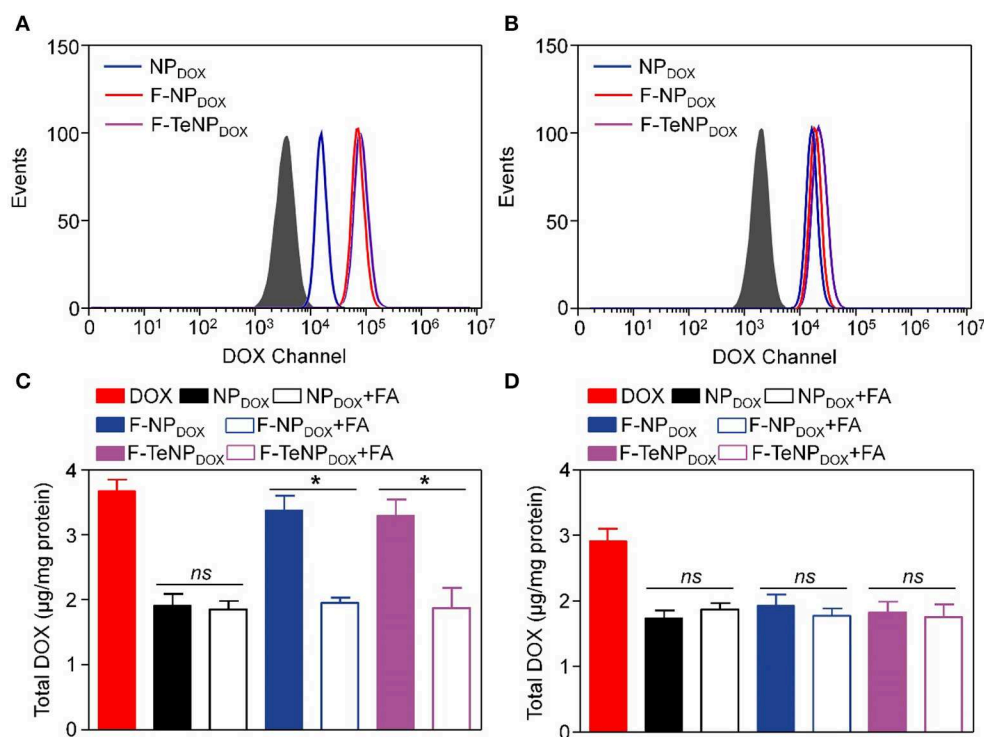 A
150
100
50
0
Events
NPDOX
F-NPDOX
F-TeNPDOX
0 10¹ 10² 10³ 10⁴ 10⁵ 10⁶ 10⁷
DOX Channel
B
150
100
50
0
Events
NPDOX
F-NPDOX
F-TeNPDOX
0 10¹ 10² 10³ 10⁴ 10⁵ 10⁶ 10⁷
DOX Channel
C
DOX NPDOX NPDOX+FA
F-NPDOX F-NPDOX+FA
F-TeNPDOX F-TeNPDOX+FA
4
3
2
1
0
Total DOX (µg/mg protein)
ns * *
D
DOX NPDOX NPDOX+FA
F-NPDOX F-NPDOX+FA
F-TeNPDOX F-TeNPDOX+FA
4
3
2
1
0
Total DOX (µg/mg protein)
ns ns ns